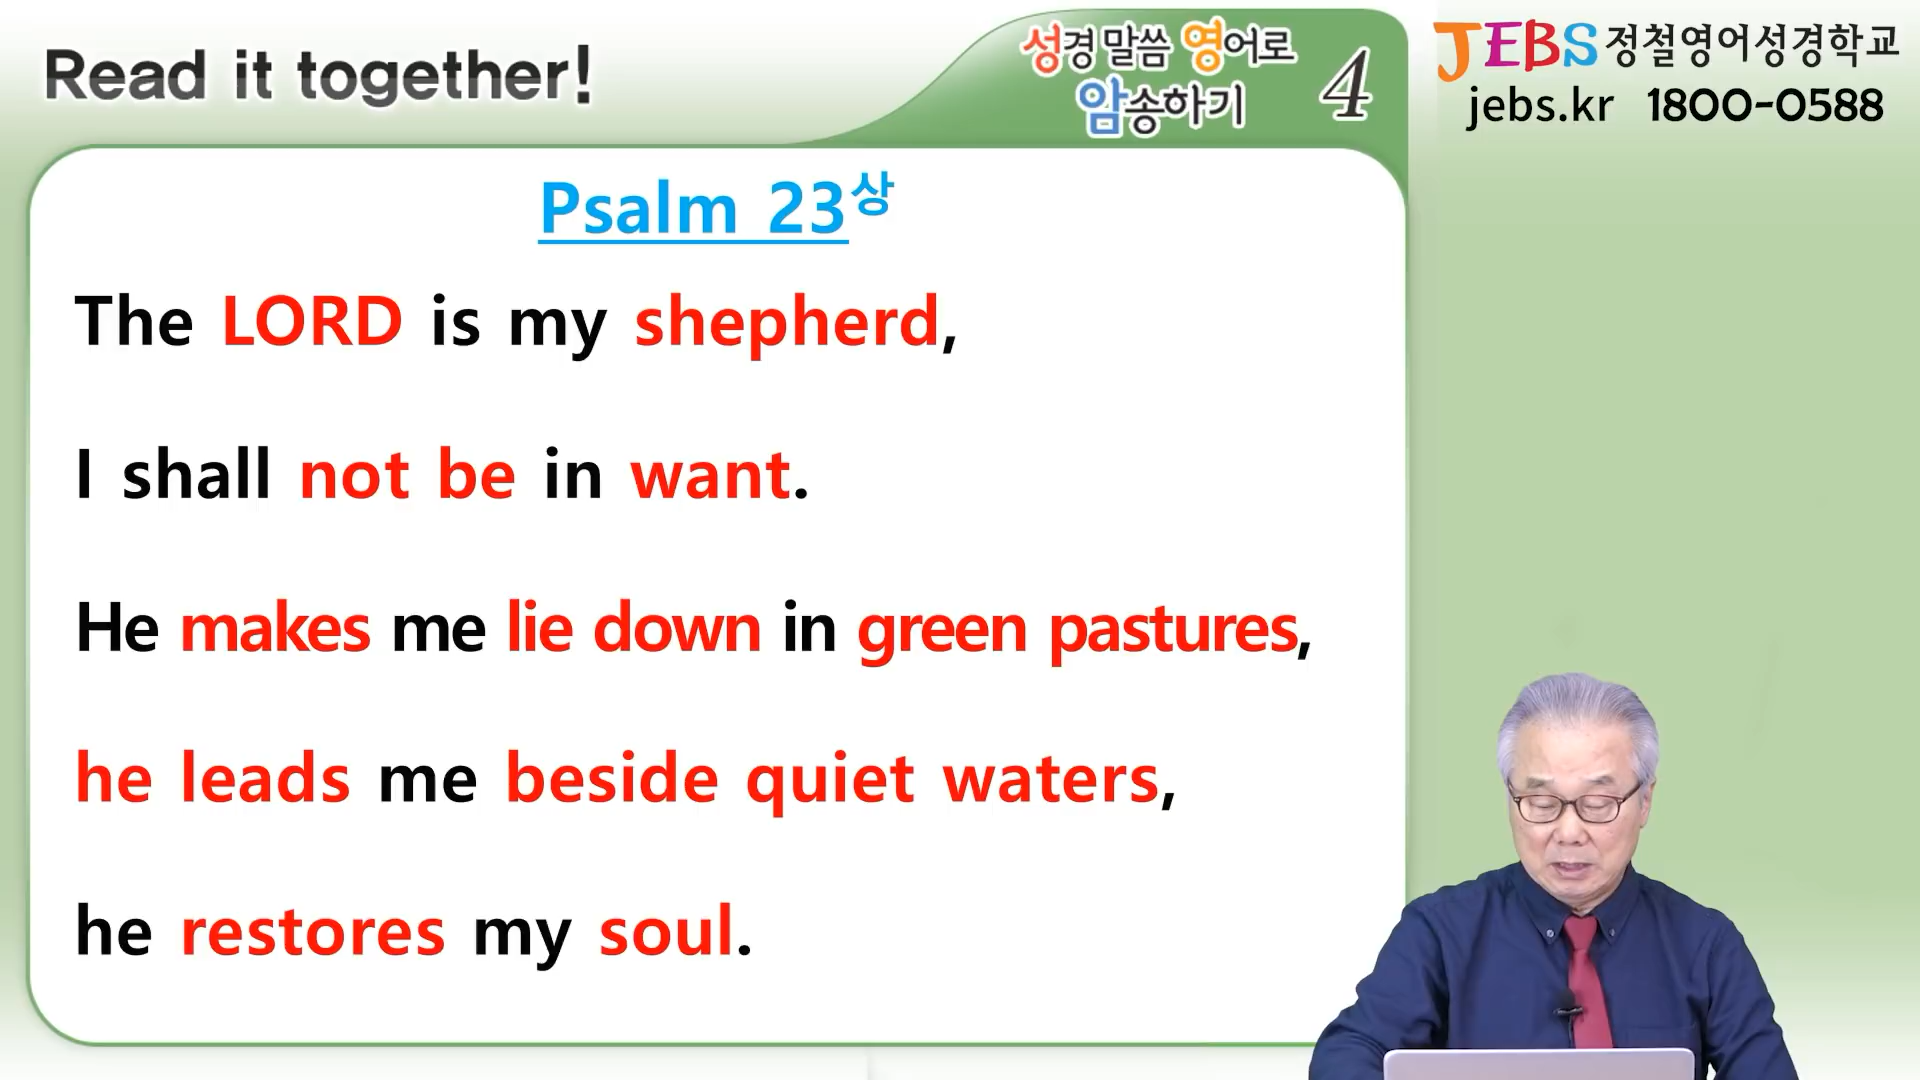 Read it together!
성경 말씀 영어로
암송하기
4
JEBS 정철영어성경학교
jebs.kr 1800-0588
Psalm 23상
The LORD is my shepherd,
I shall not be in want.
He makes me lie down in green pastures,
he leads me beside quiet waters,
he restores my soul.